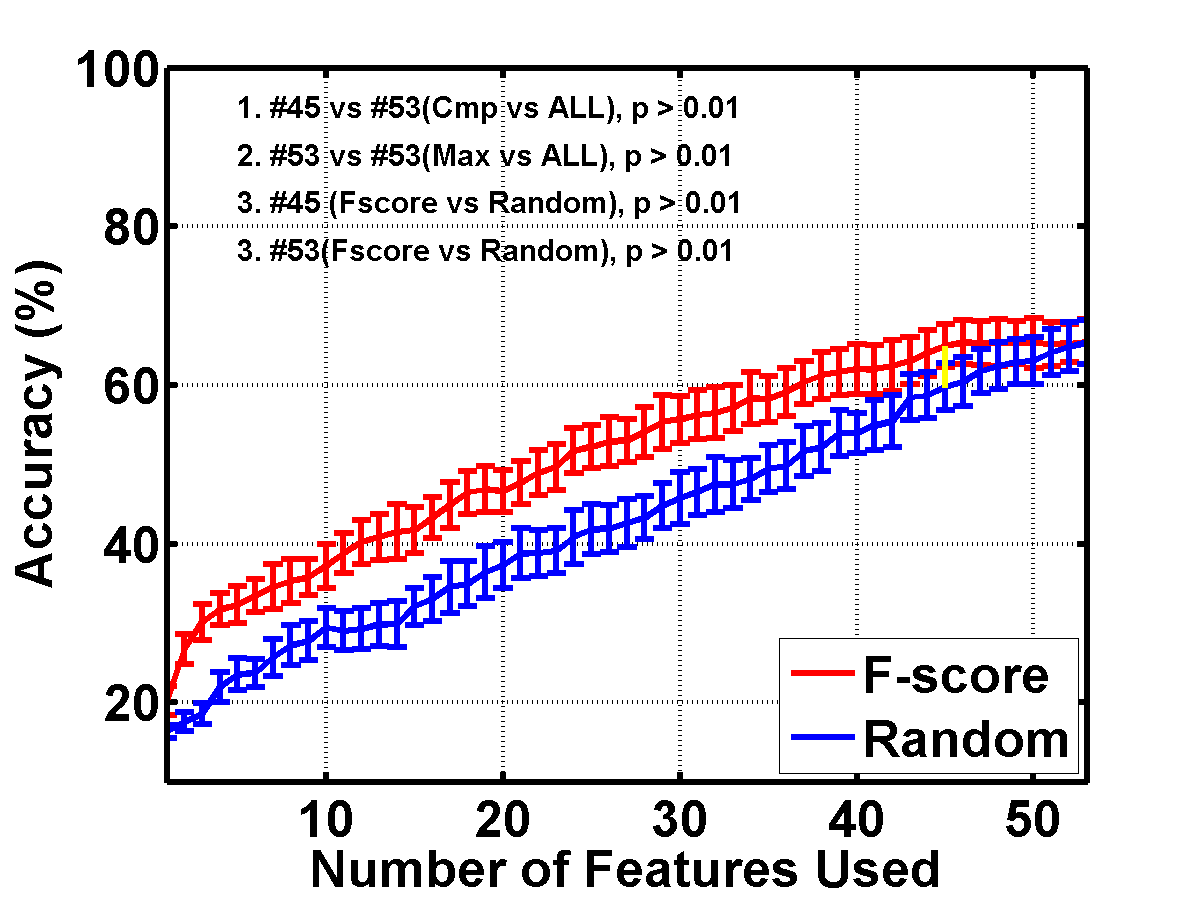 100
80
60
40
20
Accuracy (%)
1. #45 vs #53(Cmp vs ALL), p > 0.01
2. #53 vs #53(Max vs ALL), p > 0.01
3. #45 (Fscore vs Random), p > 0.01
3. #53(Fscore vs Random), p > 0.01
F-score
Random
10 20 30 40 50
Number of Features Used